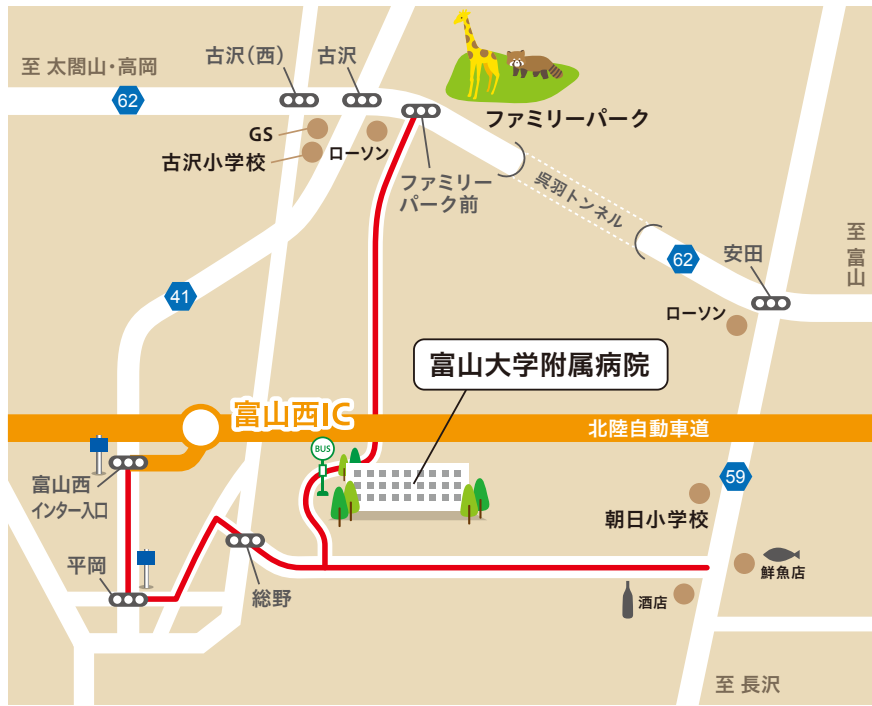 古沢(西)
古沢
至 太閤山・高岡
62
GS
古沢小学校
ローソン
ファミリーパーク
ファミリー
パーク前
呉羽トンネル
62
安田
至
富
山
41
ローソン
富山大学附属病院
富山西IC
北陸自動車道
BUS
富山西
インター入口
59
朝日小学校
平岡
総野
鮮魚店
酒店
至 長沢